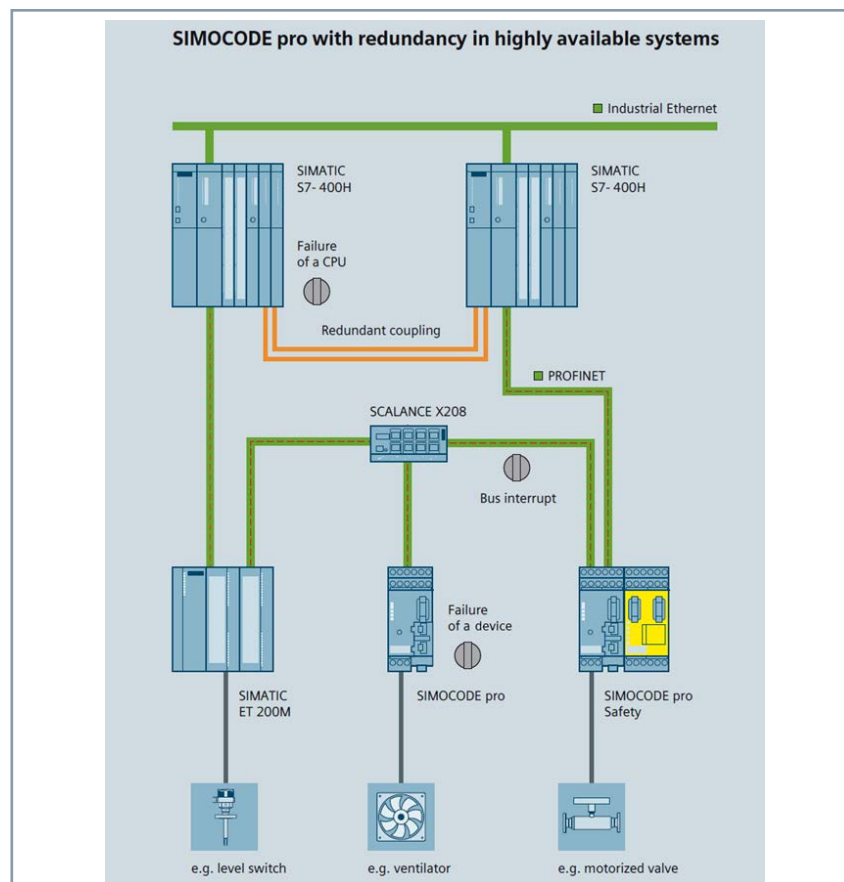 SIMOCODE pro with redundancy in highly available systems
Industrial Ethernet
SIMATIC
S7- 400H
SIMATIC
S7- 400H
Failure
of a CPU
Redundant coupling
PROFINET
SCALANCE X208
Bus interrupt
Failure
of a device
SIMATIC
ET 200M
SIMOCODE pro
SIMOCODE pro
Safety
e.g. level switch
e.g. ventilator
e.g. motorized valve